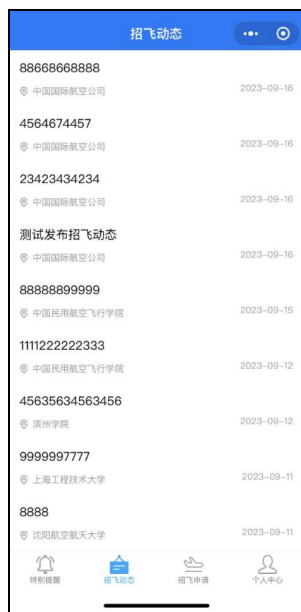 招飞动态
88668668888
中国国际航空公司 2023-09-16
4564674457
中国国际航空公司 2023-09-16
23423434234
中国国际航空公司 2023-09-16
测试发布招飞动态
中国国际航空公司 2023-09-16
88888899999
中国民用航空飞行学院 2023-09-15
1111222222333
中国民用航空飞行学院 2023-09-12
45635634563456
滨州学院 2023-09-12
9999997777
上海工程技术大学 2023-09-11
8888
沈阳航空航天大学 2023-09-11
特别提醒 招飞动态 招飞申请 个人中心